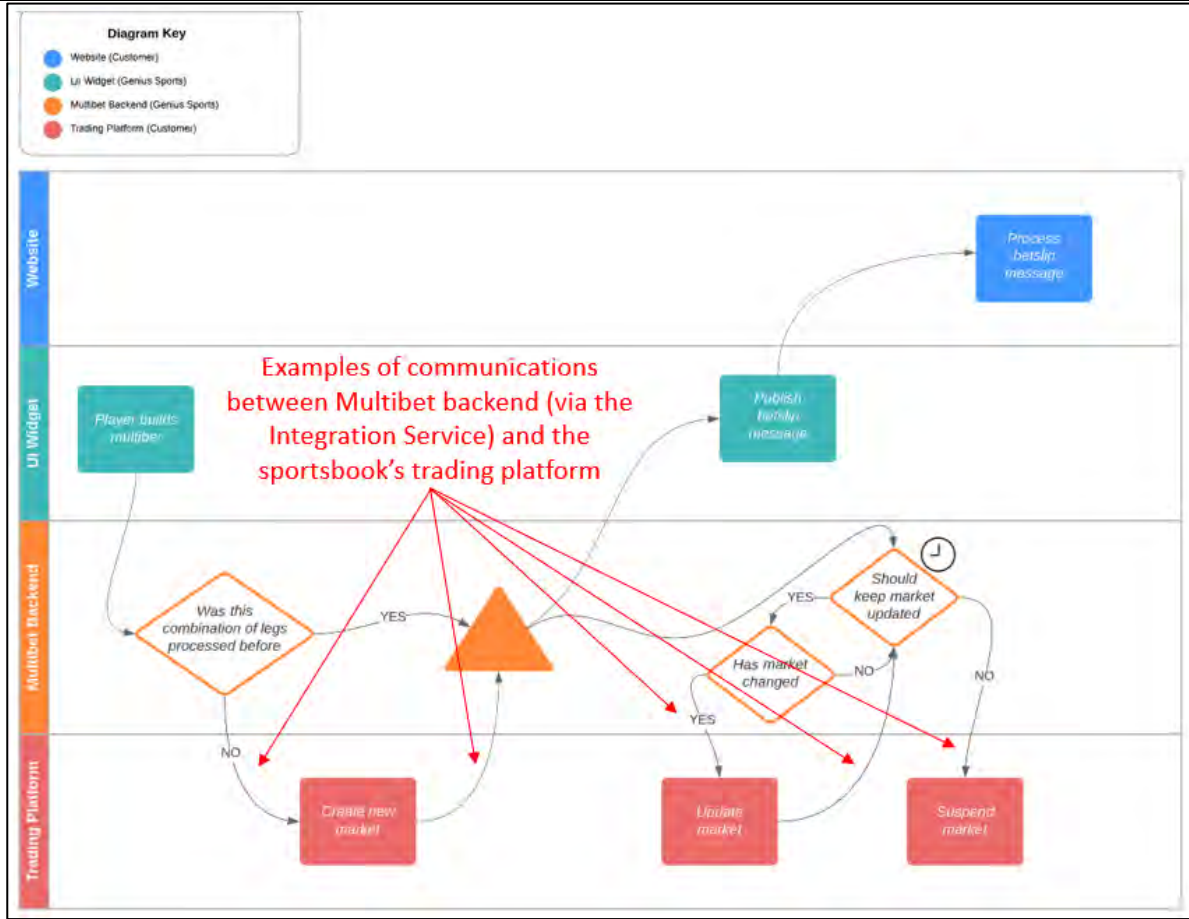 Diagram Key
Website (Customer)
UI Widget (Genius Sports)
Multibet Backend (Genius Sports)
Trading Platform (Customer)
Website
Process
betslip
message
UI Widget
Player builds
multibet
Examples of communications
between Multibet backend (via the
Integration Service) and the
sportsbook’s trading platform
Publish
betslip
message
Multibet Backend
Was this
combination of legs
processed before
YES
NO
Should
keep market
updated
YES
Has market
changed
NO
YES
NO
Trading Platform
Create new
market
Update
market
Suspend
market